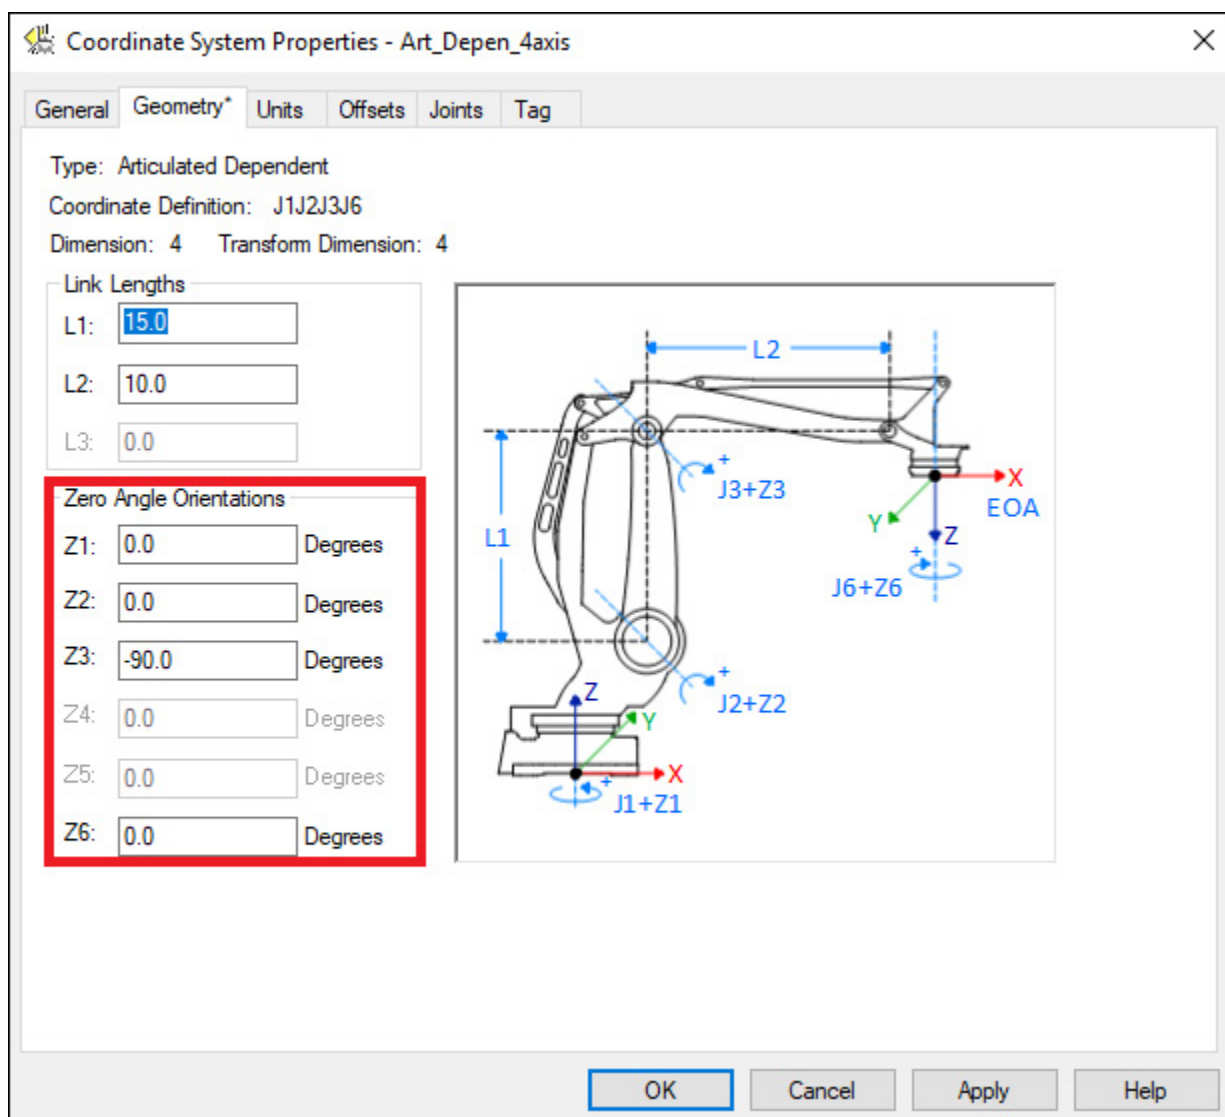 Coordinate System Properties - Art_Depen_4axis
General Geometry* Units Offsets Joints Tag
Type: Articulated Dependent
Coordinate Definition: J1J2J3J6
Dimension: 4 Transform Dimension: 4
Link Lengths
L1: 15.0
L2: 10.0
L3: 0.0
Zero Angle Orientations
Z1: 0.0 Degrees
Z2: 0.0 Degrees
Z3: -90.0 Degrees
Z4: 0.0 Degrees
Z5: 0.0 Degrees
Z6: 0.0 Degrees
L2
+
J3+Z3
X
EOA
Y
L1
Z
+
J6+Z6
+
J2+Z2
Z
Y
X
+
J1+Z1
OK Cancel Apply Help